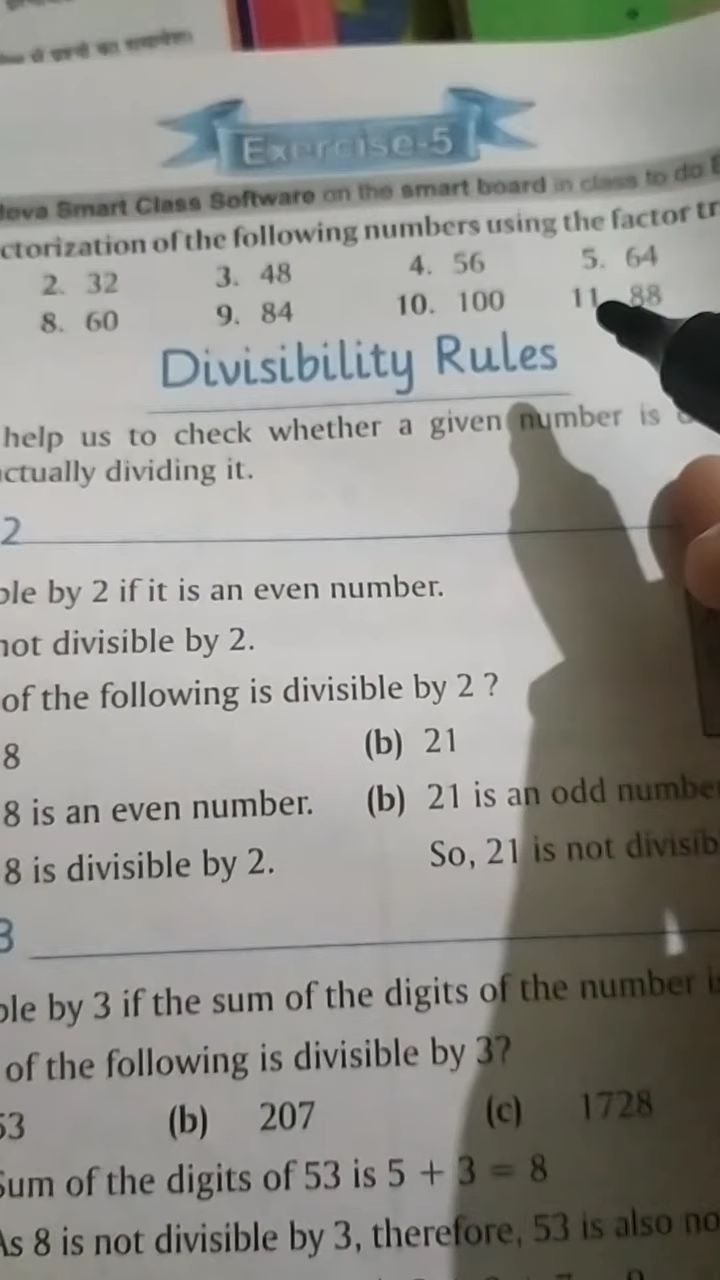 से प्रश्नों का समावेश।
Exercise-5
Nova Smart Class Software on the smart board in class to do
ctorization of the following numbers using the factor tr
2. 32 3. 48 4. 56 5. 64
8. 60 9. 84 10. 100 11. 88
Divisibility Rules
help us to check whether a given number is
actually dividing it.
2
ble by 2 if it is an even number.
not divisible by 2.
of the following is divisible by 2 ?
8 (b) 21
8 is an even number. (b) 21 is an odd number
8 is divisible by 2. So, 21 is not divisib
3
ble by 3 if the sum of the digits of the number is
of the following is divisible by 3?
53 (b) 207 (c) 1728
Sum of the digits of 53 is 5 + 3 = 8
As 8 is not divisible by 3, therefore, 53 is also no